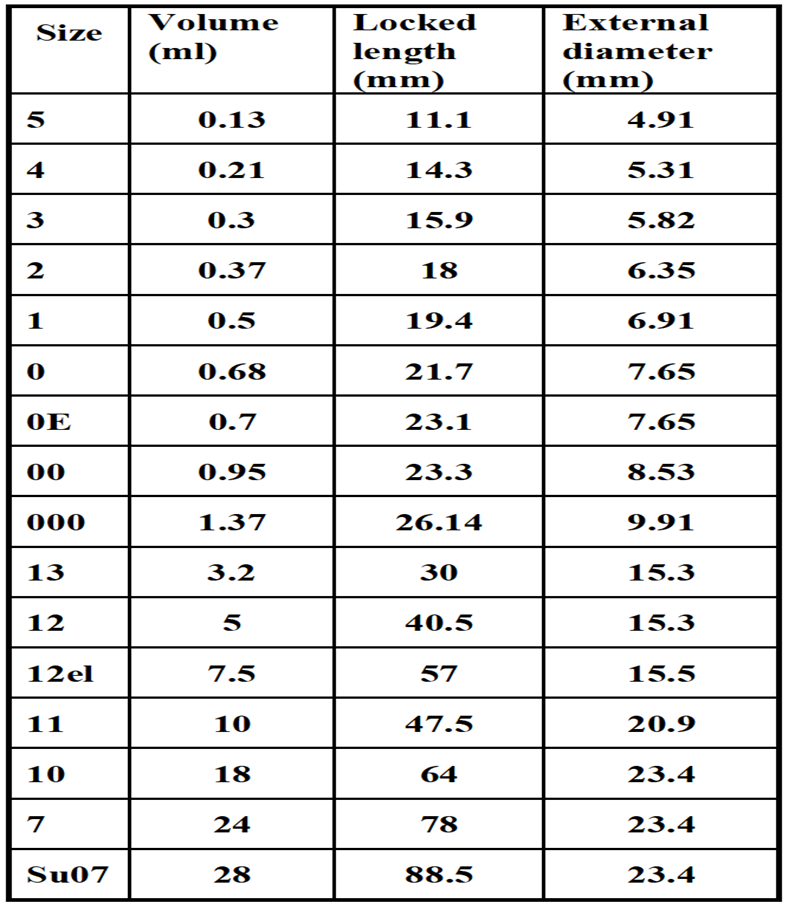 Size Volume (ml) Locked length (mm) External diameter (mm)
5 0.13 11.1 4.91
4 0.21 14.3 5.31
3 0.3 15.9 5.82
2 0.37 18 6.35
1 0.5 19.4 6.91
0 0.68 21.7 7.65
0E 0.7 23.1 7.65
00 0.95 23.3 8.53
000 1.37 26.14 9.91
13 3.2 30 15.3
12 5 40.5 15.3
12el 7.5 57 15.5
11 10 47.5 20.9
10 18 64 23.4
7 24 78 23.4
Su07 28 88.5 23.4